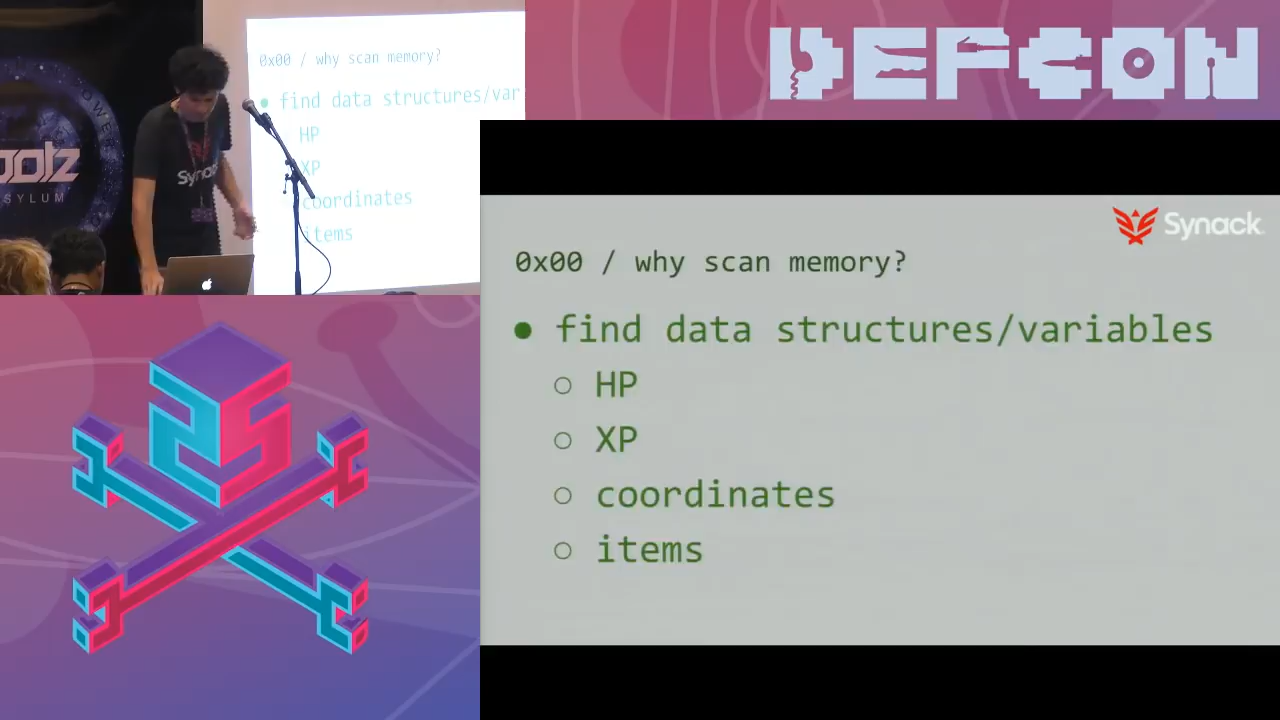 0x00 / why scan memory?
• find data structures/var
HP
XP
coordinates
items
Synack
SYLUM
DEFCON
Synack
0x00 / why scan memory?
• find data structures/variables
○ HP
○ XP
○ coordinates
○ items